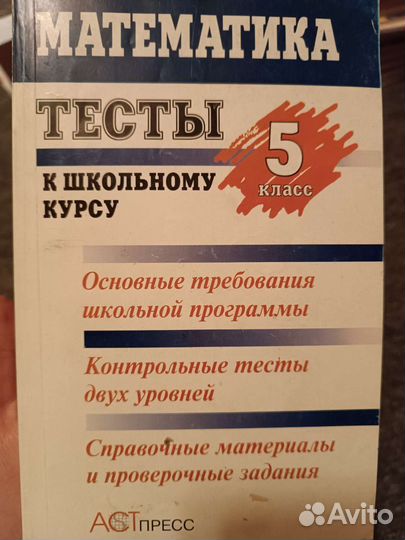 МАТЕМАТИКА
ТЕСТЫ
5
класс
К ШКОЛЬНОМУ
КУРСУ
Основные требования
школьной программы
Контрольные тесты
двух уровней
Справочные материалы
и проверочные задания
АСТ ПРЕСС
Avito